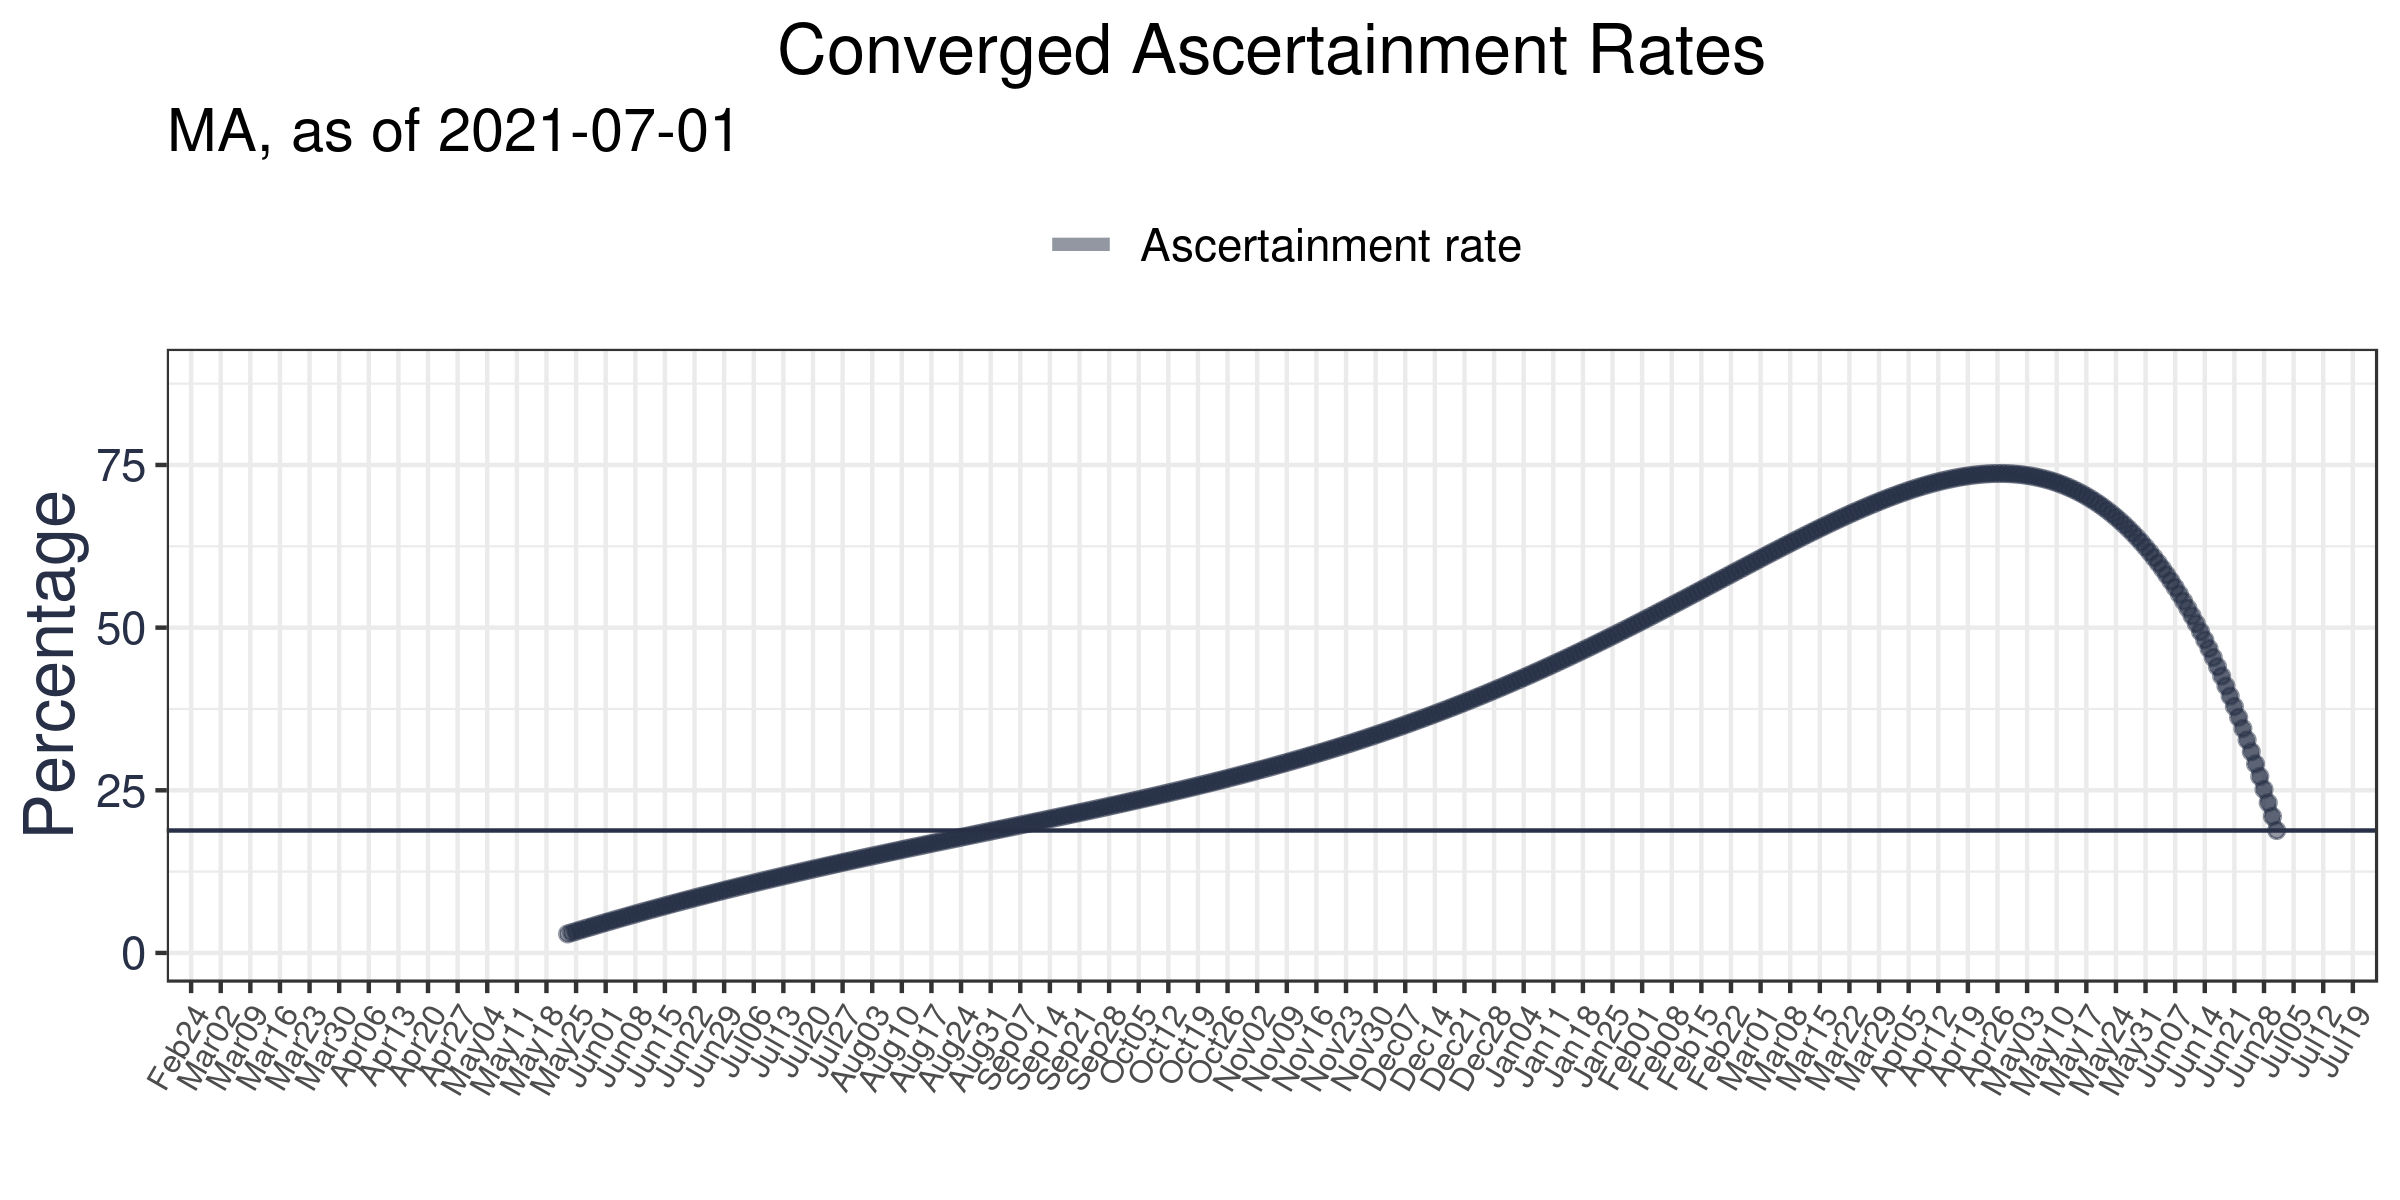 Converged Ascertainment Rates
MA, as of 2021-07-01
Ascertainment rate
Percentage
75
50
25
0
Feb24
Mar02
Mar09
Mar16
Mar23
Mar30
Apr06
Apr13
Apr20
Apr27
May04
May11
May18
May25
Jun01
Jun08
Jun15
Jun22
Jun29
Jul06
Jul13
Jul20
Jul27
Aug03
Aug10
Aug17
Aug24
Aug31
Sep07
Sep14
Sep21
Sep28
Oct05
Oct12
Oct19
Oct26
Nov02
Nov09
Nov16
Nov23
Nov30
Dec07
Dec14
Dec21
Dec28
Jan04
Jan11
Jan18
Jan25
Feb01
Feb08
Feb15
Feb22
Mar01
Mar08
Mar15
Mar22
Mar29
Apr05
Apr12
Apr19
Apr26
May03
May10
May17
May24
May31
Jun07
Jun14
Jun21
Jun28
Jul05
Jul12
Jul19